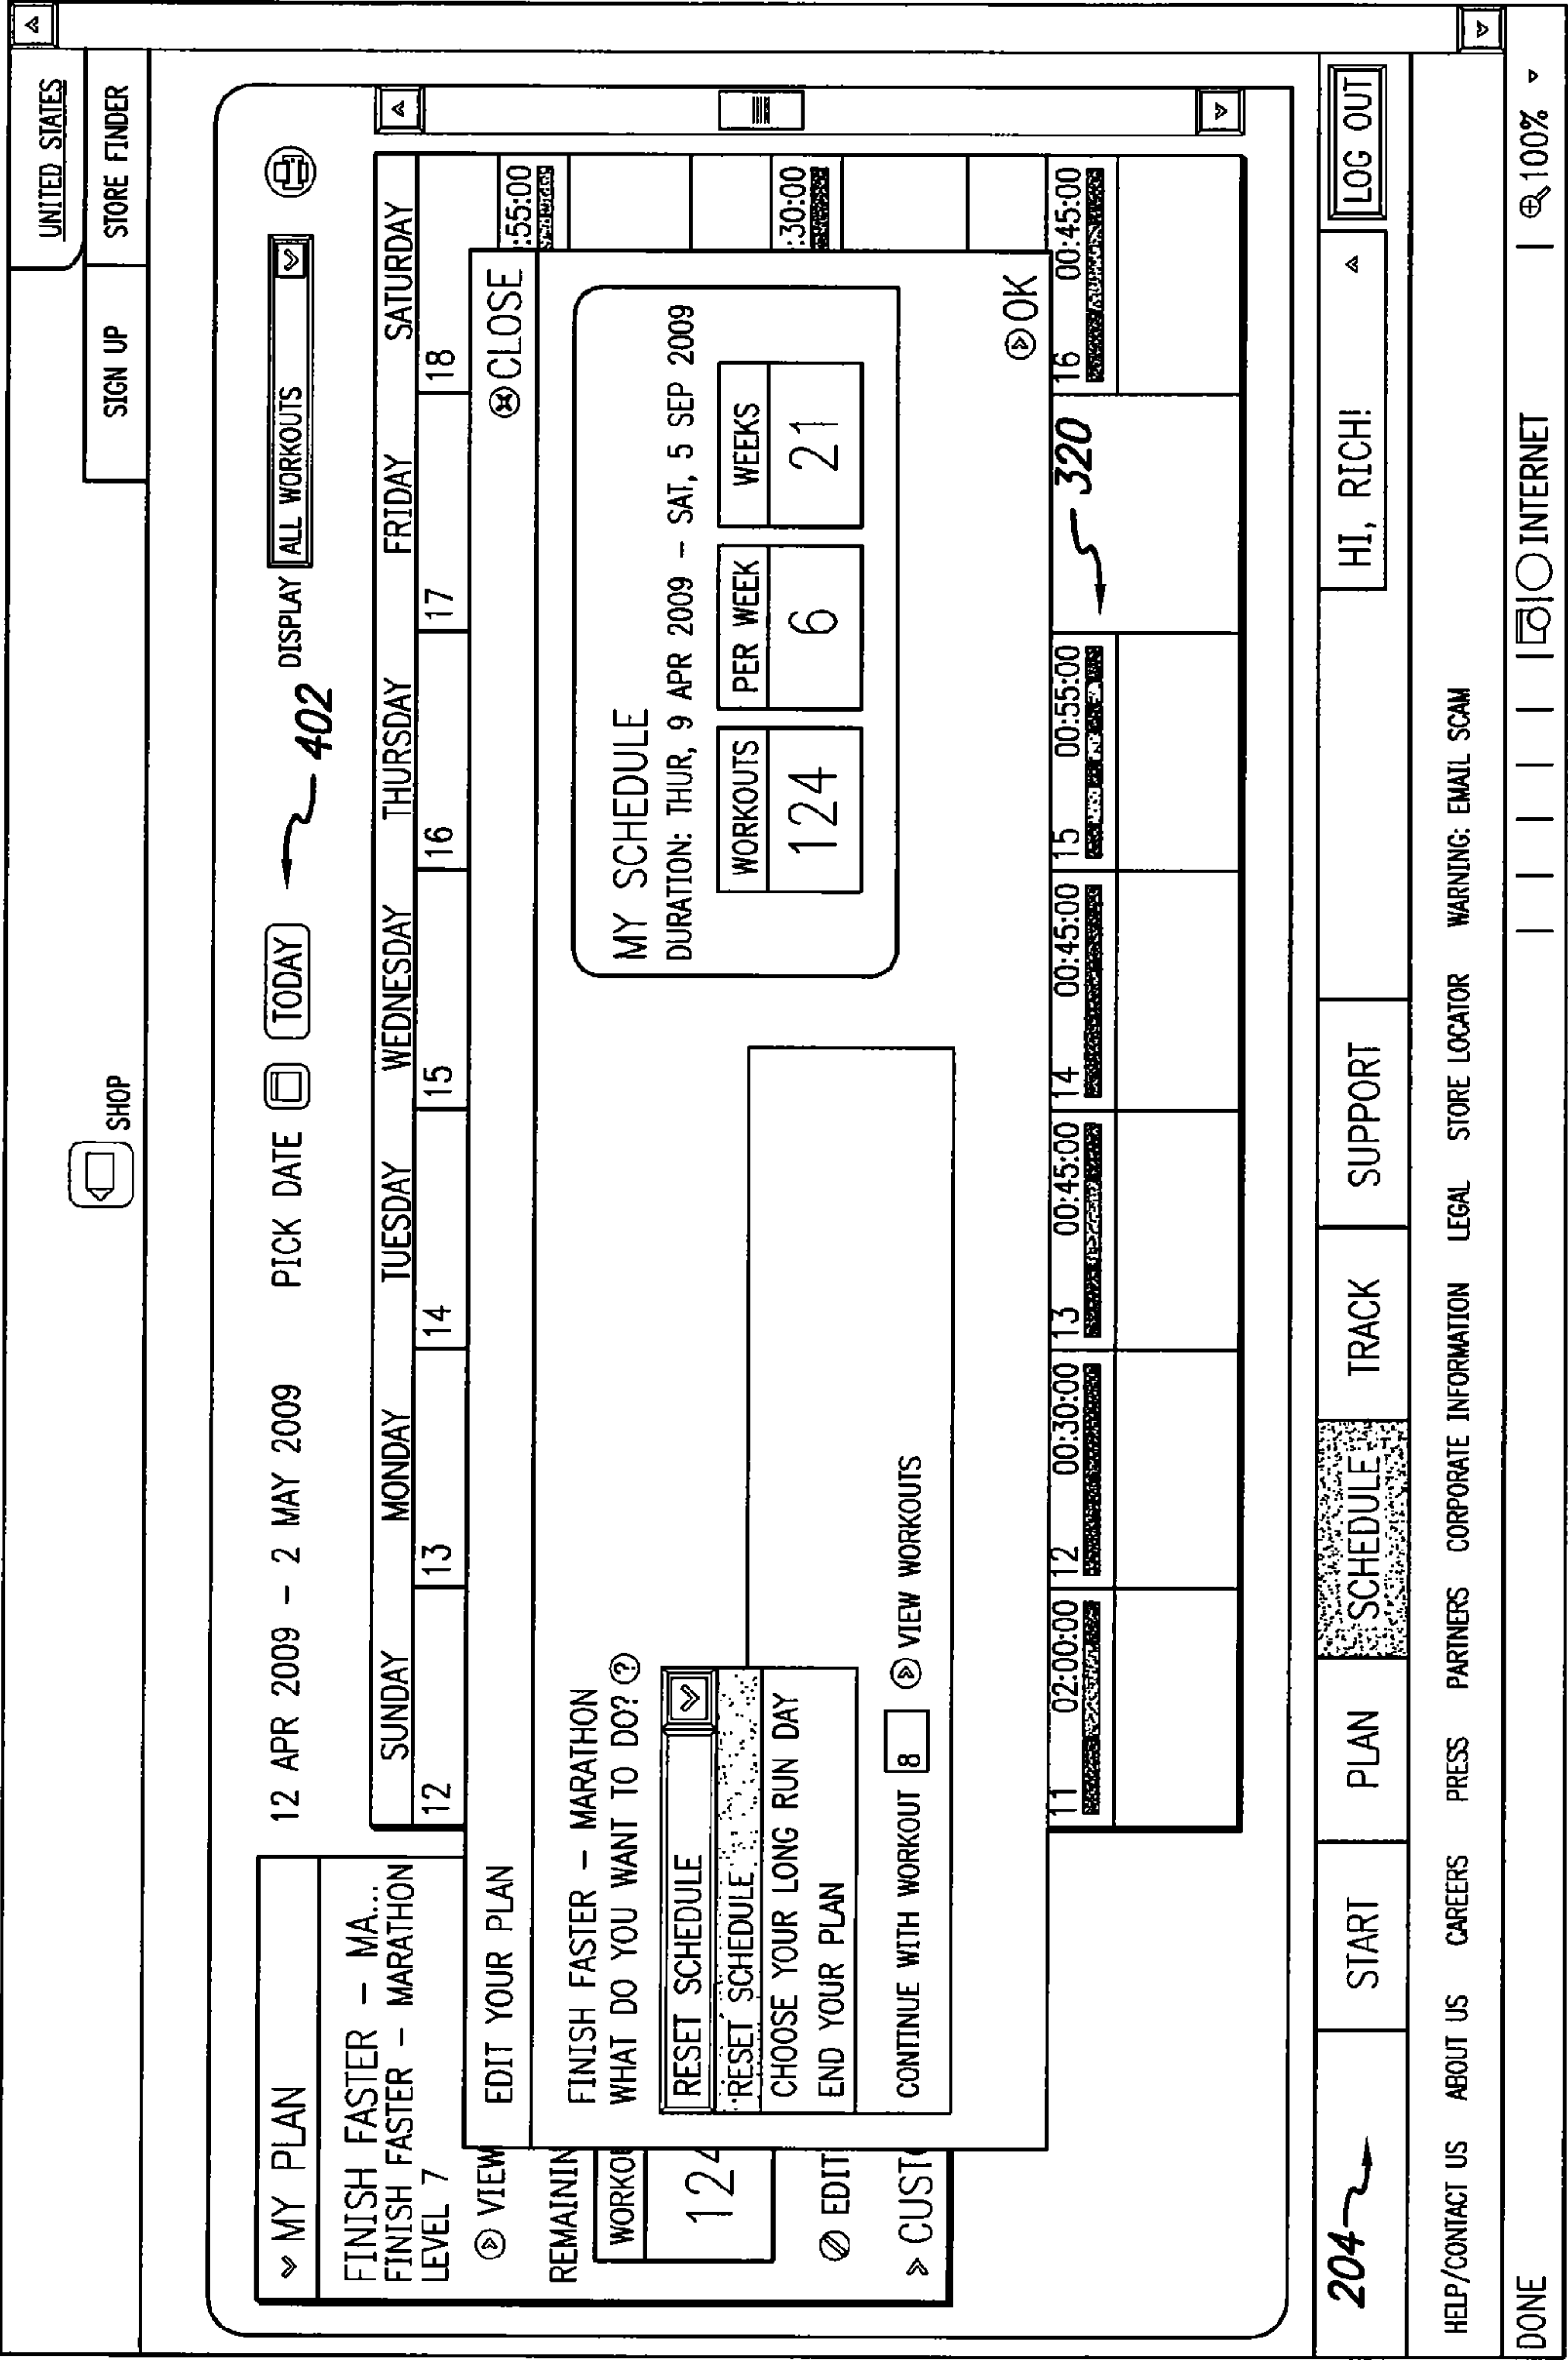 UNITED STATES
SHOP
SIGN UP
STORE FINDER
MY PLAN
FINISH FASTER - MA...
FINISH FASTER - MARATHON
LEVEL 7
VIEW
REMAININ
WORKOU
124
EDIT
CUST
12 APR 2009 - 2 MAY 2009
PICK DATE
TODAY
402
DISPLAY
ALL WORKOUTS
SUNDAY MONDAY TUESDAY WEDNESDAY THURSDAY FRIDAY SATURDAY
12 13 14 15 16 17 18
:55:00
:30:00
EDIT YOUR PLAN
CLOSE
FINISH FASTER - MARATHON
WHAT DO YOU WANT TO DO? ?
RESET SCHEDULE
RESET SCHEDULE
CHOOSE YOUR LONG RUN DAY
END YOUR PLAN
CONTINUE WITH WORKOUT 8 VIEW WORKOUTS
MY SCHEDULE
DURATION: THUR, 9 APR 2009 - SAT, 5 SEP 2009
WORKOUTS PER WEEK WEEKS
124 6 21
OK
11 02:00:00 12 00:30:00 13 00:45:00 14 00:45:00 15 00:55:00 16 00:45:00
320
204
START PLAN SCHEDULE TRACK SUPPORT
HI, RICH!
LOG OUT
HELP/CONTACT US ABOUT US CAREERS PRESS PARTNERS CORPORATE INFORMATION LEGAL STORE LOCATOR WARNING: EMAIL SCAM
DONE
INTERNET
100%